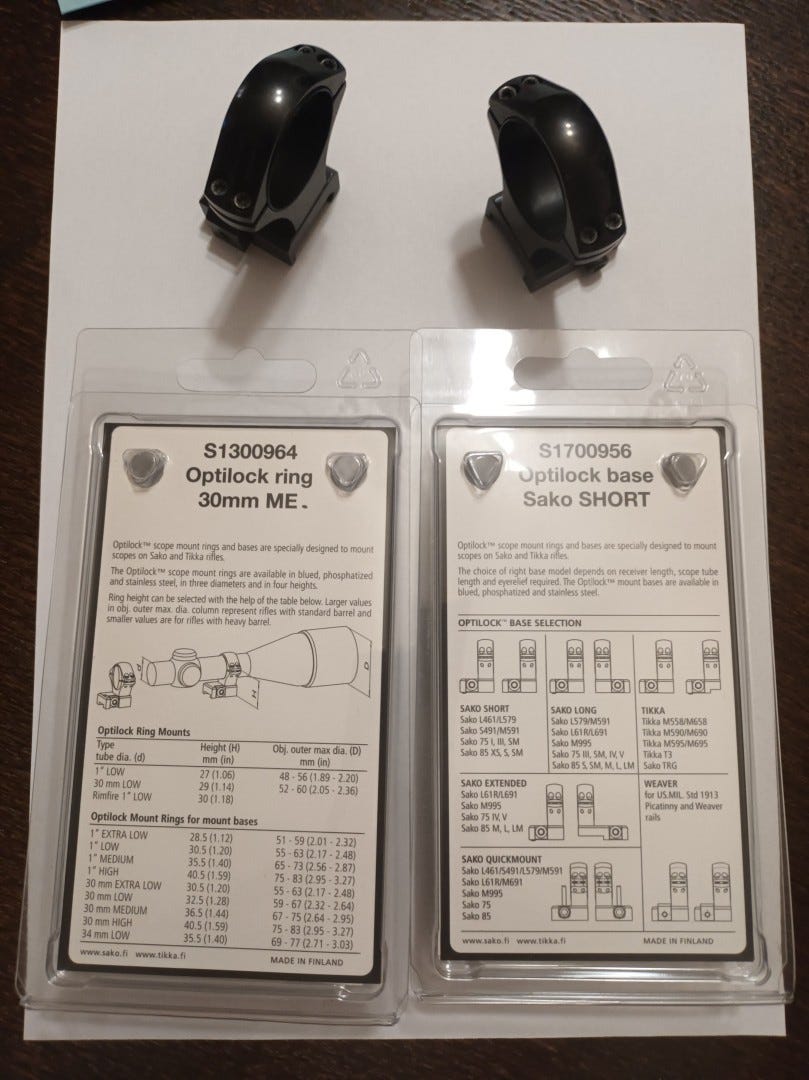 S1300964
Optilock ring
30mm ME.
Optilock™ scope mount rings and bases are specially designed to mount
scopes on Sako and Tikka rifles.
The Optilock™ scope mount rings are available in blued, phosphatized
and stainless steel, in three diameters and in four heights.
Ring height can be selected with the help of the table below. Larger values
in obj. outer max. dia. column represent rifles with standard barrel and
smaller values are for rifles with heavy barrel.
d
H
D
Optilock Ring Mounts
Type Height (H) Obj. outer max dia. (D)
tube dia. (d) mm (in) mm (in)
1” LOW 27 (1.06) 48 - 56 (1.89 - 2.20)
30 mm LOW 29 (1.14) 52 - 60 (2.05 - 2.36)
Rimfire 1” LOW 30 (1.18)
Optilock Mount Rings for mount bases
1” EXTRA LOW 28.5 (1.12) 51 - 59 (2.01 - 2.32)
1” LOW 30.5 (1.20) 55 - 63 (2.17 - 2.48)
1” MEDIUM 35.5 (1.40) 65 - 73 (2.56 - 2.87)
1” HIGH 40.5 (1.59) 75 - 83 (2.95 - 3.27)
30 mm EXTRA LOW 30.5 (1.20) 55 - 63 (2.17 - 2.48)
30 mm LOW 32.5 (1.28) 59 - 67 (2.32 - 2.64)
30 mm MEDIUM 36.5 (1.44) 67 - 75 (2.64 - 2.95)
30 mm HIGH 40.5 (1.59) 75 - 83 (2.95 - 3.27)
34 mm LOW 35.5 (1.40) 69 - 77 (2.71 - 3.03)
www.sako.fi www.tikka.fi MADE IN FINLAND
S1700956
Optilock base
Sako SHORT
Optilock™ scope mount rings and bases are specially designed to mount
scopes on Sako and Tikka rifles.
The choice of right base model depends on receiver length, scope tube
length and eyerelief required. The Optilock™ mount bases are available in
blued, phosphatized and stainless steel.
OPTILOCK™ BASE SELECTION
SAKO SHORT
Sako L461/L579
Sako S491/M591
Sako 75 I, III, SM
Sako 85 XS, S, SM
SAKO LONG
Sako L579/M591
Sako L61R/L691
Sako M995
Sako 75 III, SM, IV, V
Sako 85 S, SM, M, L, LM
TIKKA
Tikka M558/M658
Tikka M590/M690
Tikka M595/M695
Tikka T3
Sako TRG
SAKO EXTENDED
Sako L61R/L691
Sako M995
Sako 75 IV, V
Sako 85 M, L, LM
WEAVER
for US.MIL. Std 1913
Picatinny and Weaver
rails
SAKO QUICKMOUNT
Sako L461/S491/L579/M591
Sako L61R/M691
Sako M995
Sako 75
Sako 85
www.sako.fi www.tikka.fi MADE IN FINLAND